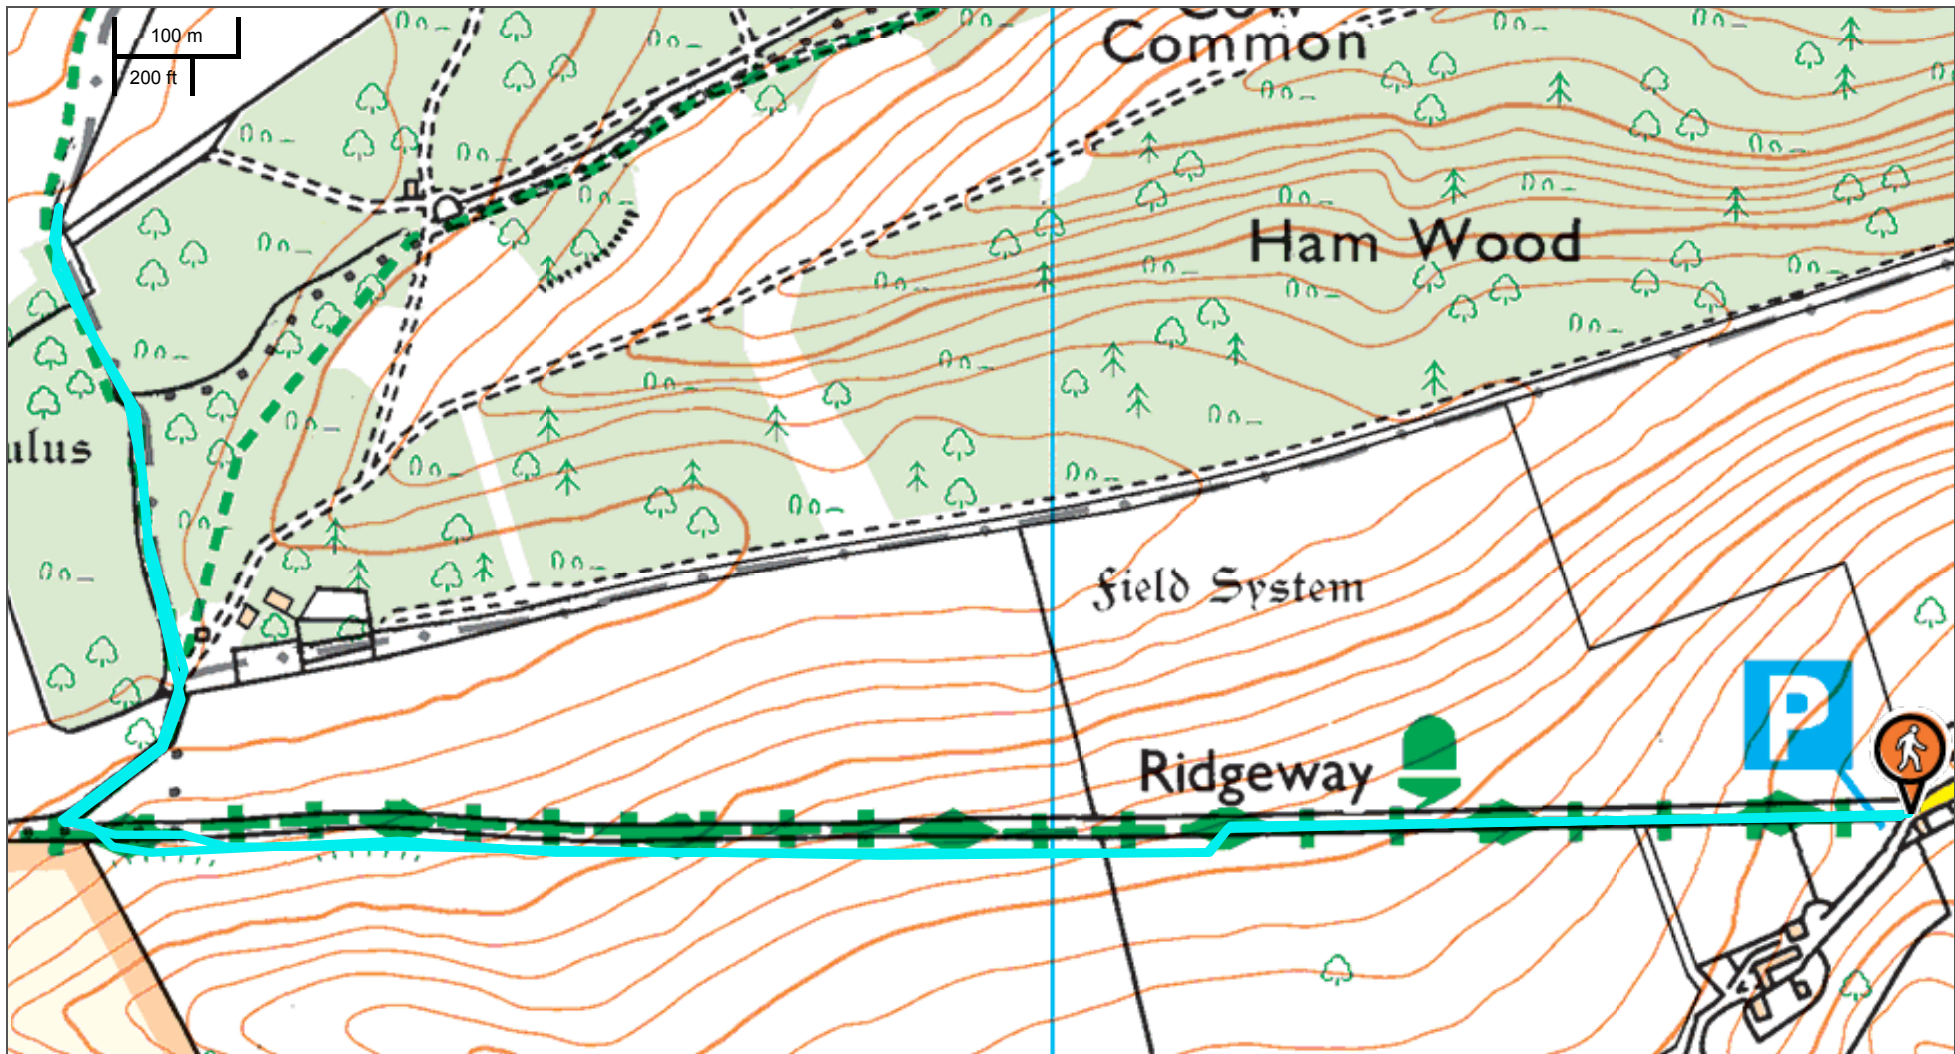 100 m
200 ft
Common
Ham Wood
ulus
Field System
P
Ridgeway